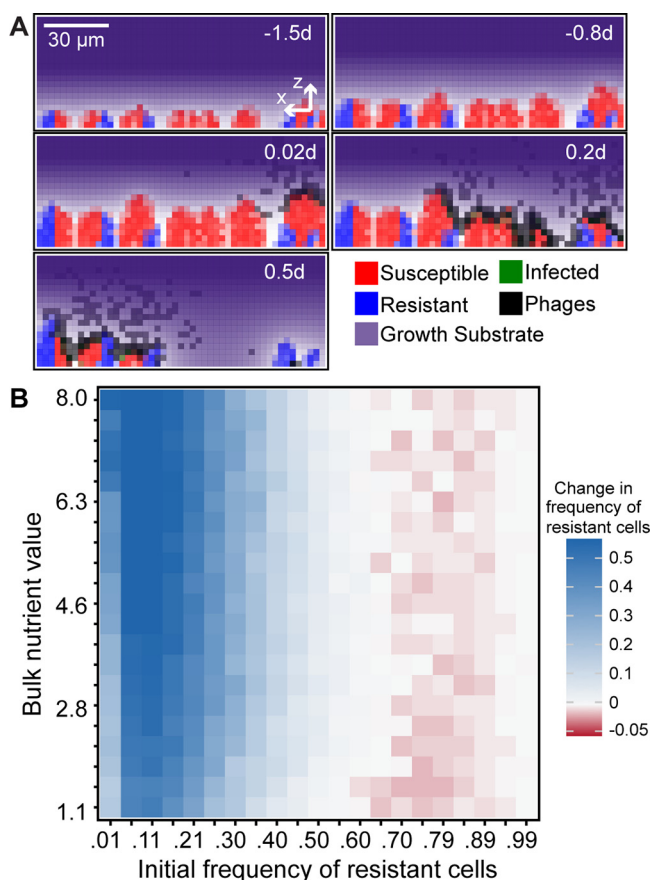 A
30 µm
-1.5d
z
x
-0.8d
0.02d
0.2d
0.5d
Susceptible
Infected
Resistant
Phages
Growth Substrate
B
8.0
6.3
4.6
2.8
1.1
Bulk nutrient value
.01 .11 .21 .30 .40 .50 .60 .70 .79 .89 .99
Initial frequency of resistant cells
Change in
frequency of
resistant cells
0.5
0.4
0.3
0.2
0.1
0
-0.05